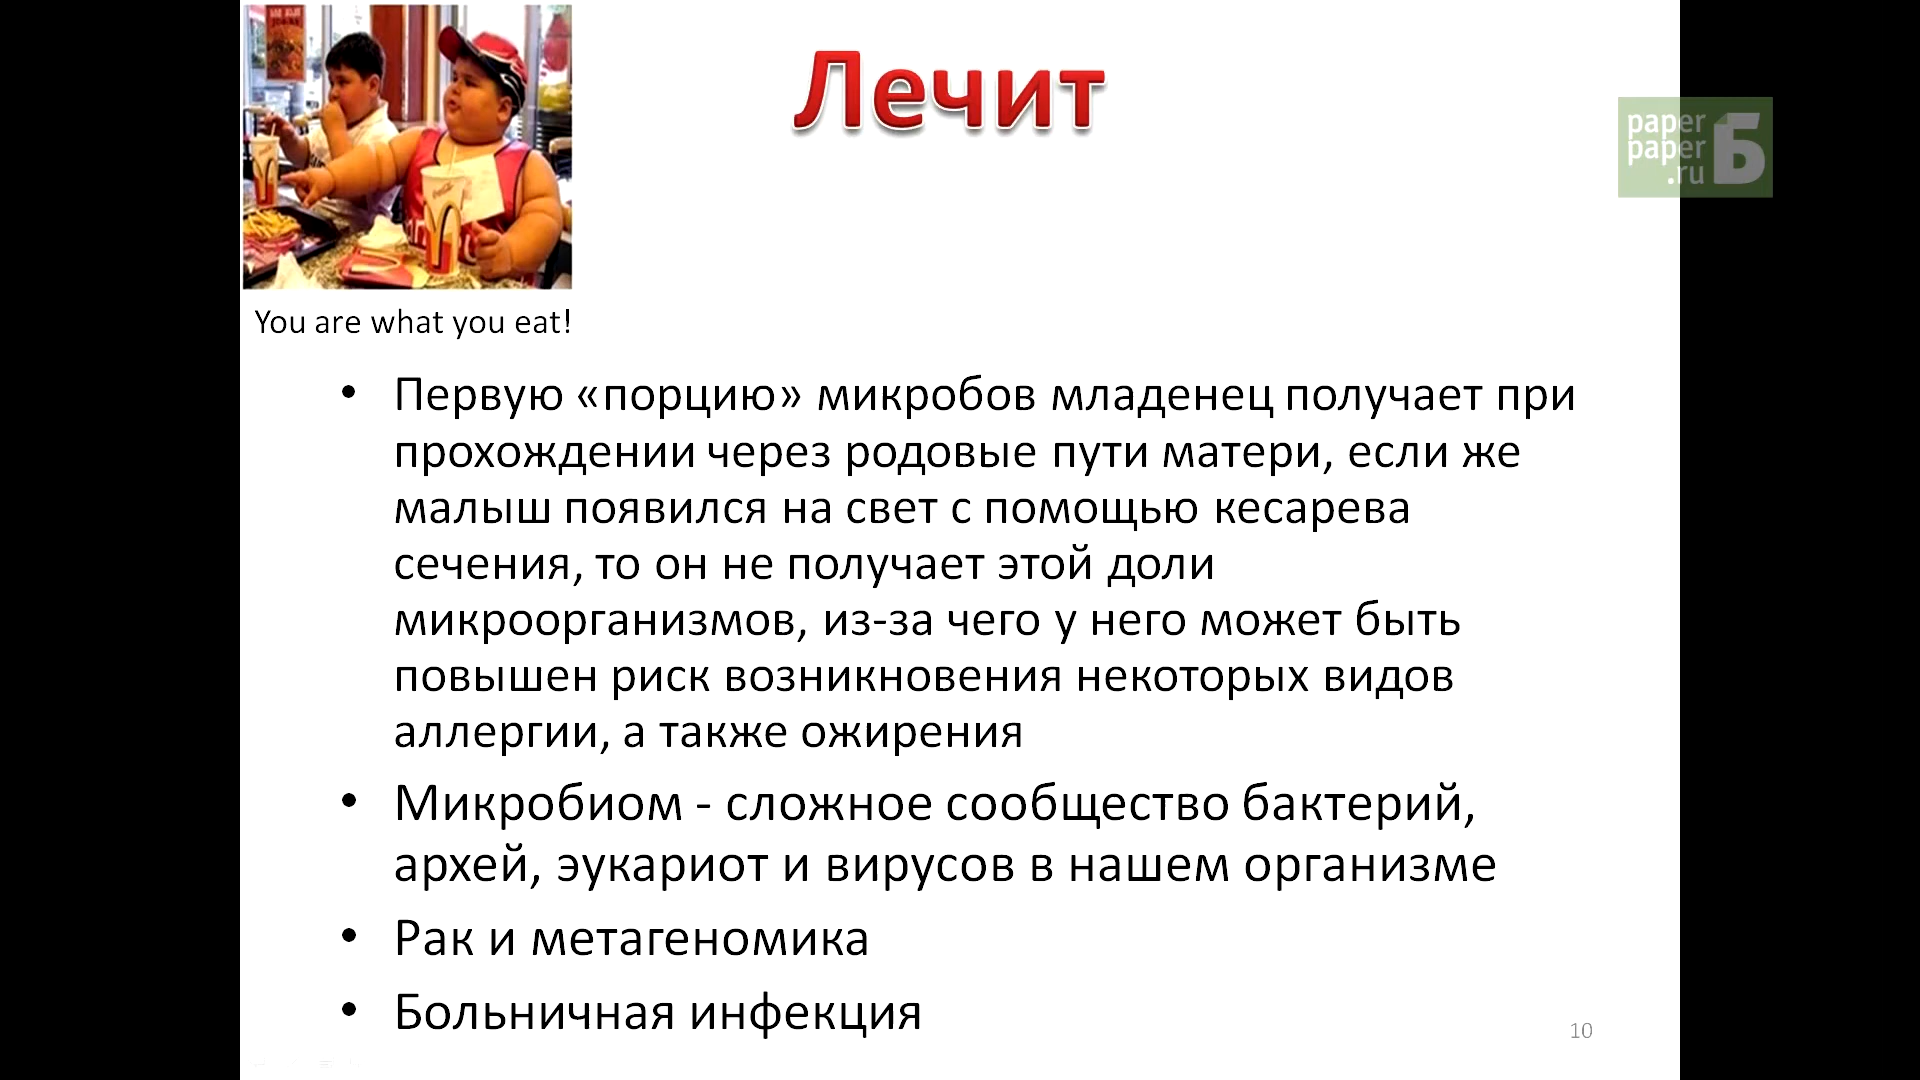 Лечит
paper
paper
.ru
Б
You are what you eat!
• Первую «порцию» микробов младенец получает при
прохождении через родовые пути матери, если же
малыш появился на свет с помощью кесарева
сечения, то он не получает этой доли
микроорганизмов, из-за чего у него может быть
повышен риск возникновения некоторых видов
аллергии, а также ожирения
• Микробиом - сложное сообщество бактерий,
архей, эукариот и вирусов в нашем организме
• Рак и метагеномика
• Больничная инфекция
10